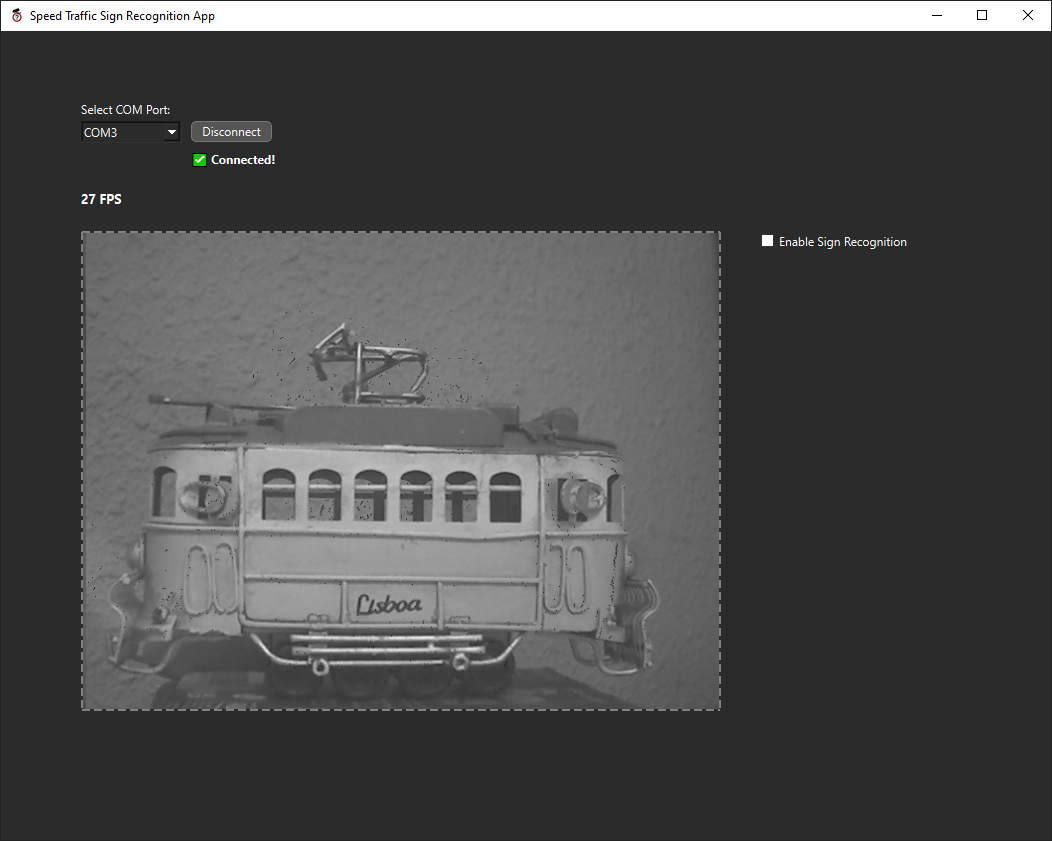 Speed Traffic Sign Recognition App
Select COM Port:
COM3
Disconnect
Connected!
27 FPS
Enable Sign Recognition
Lisboa